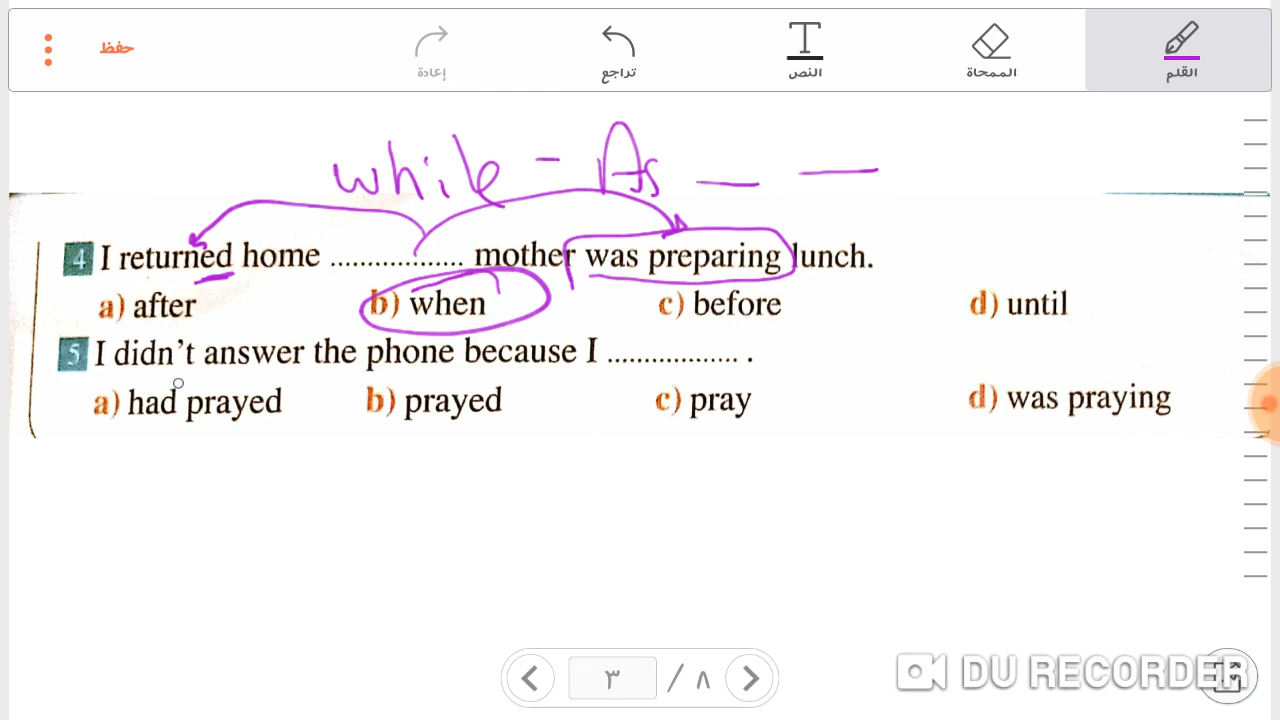 حفظ
إعادة
تراجع
T
النص
الممحاة
القلم
while - As
4 I returned home .................. mother was preparing lunch.
a) after b) when c) before d) until
5 I didn't answer the phone because I .................. .
a) had prayed b) prayed c) pray d) was praying
٣ / ٨
DU RECORDER